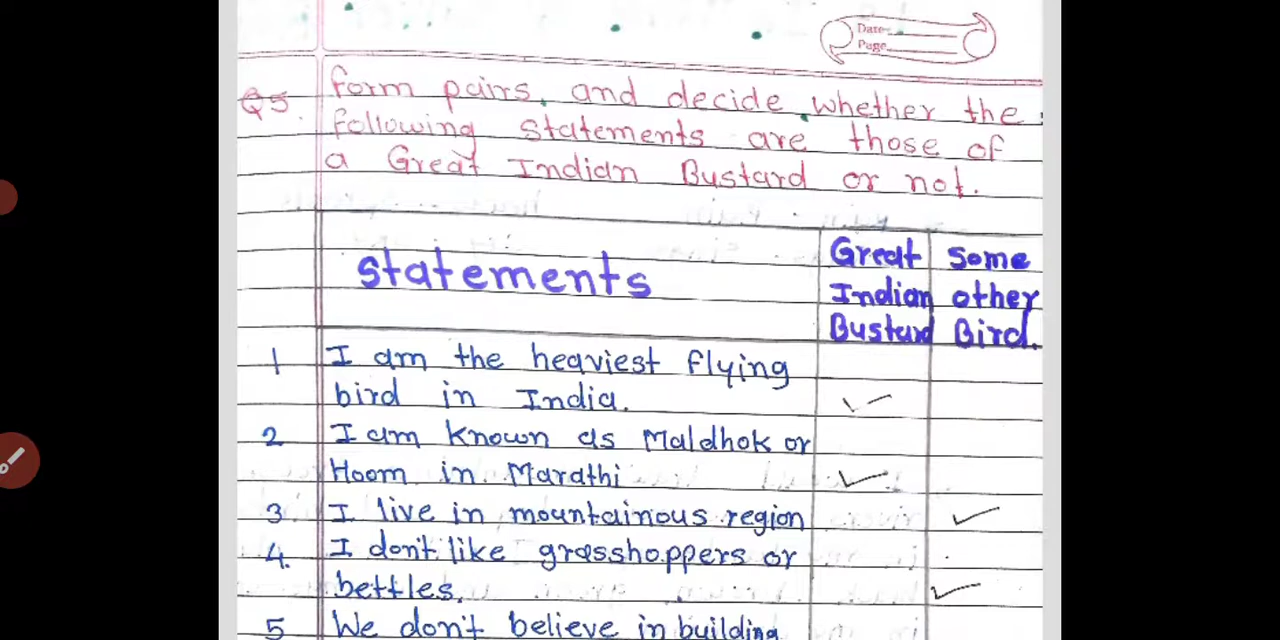 Date
Page
Q5. form pairs, and decide, whether the
following statements are those of
a Great Indian Bustard or not.
statements
Great Indian Bustard
some other Bird.
1 I am the heaviest flying
bird in India.
2 I am known as Maldhok or
Hoom in Marathi
3. I live in mountainous region
4. I don't like grasshoppers or
bettles.
5 We don't believe in building